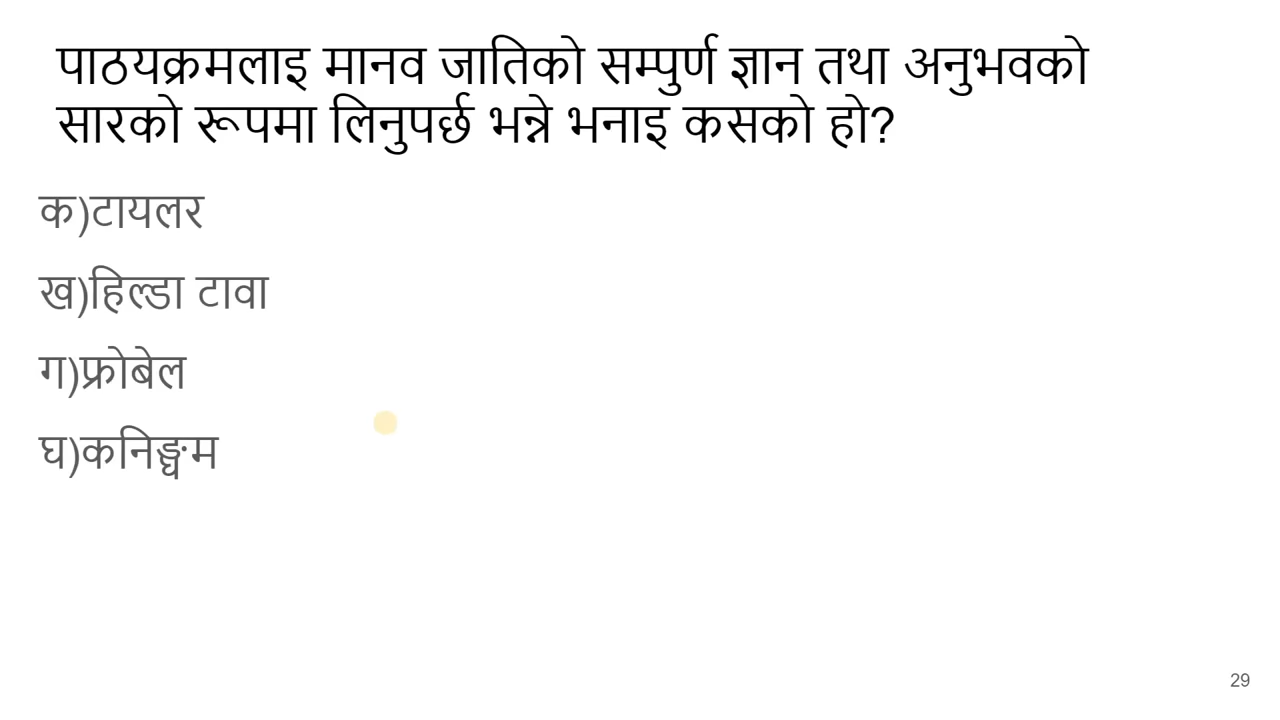 पाठयक्रमलाइ मानव जातिको सम्पुर्ण ज्ञान तथा अनुभवको
सारको रूपमा लिनुपर्छ भन्ने भनाइ कसको हो?
क)टायलर
ख)हिल्डा टावा
ग)फ्रोबेल
घ)कनिङ्घम
29